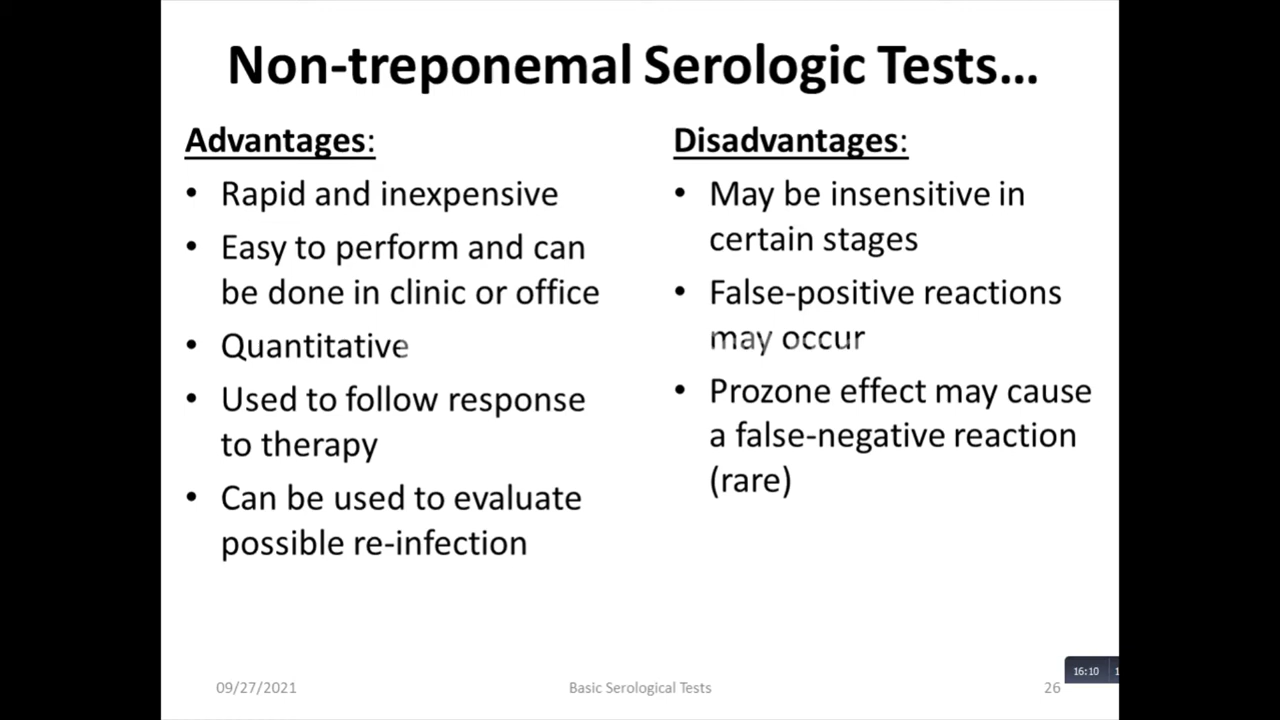 Non-treponemal Serologic Tests...
Advantages:
• Rapid and inexpensive
• Easy to perform and can
be done in clinic or office
• Quantitative
• Used to follow response
to therapy
• Can be used to evaluate
possible re-infection
Disadvantages:
• May be insensitive in
certain stages
• False-positive reactions
may occur
• Prozone effect may cause
a false-negative reaction
(rare)
09/27/2021
Basic Serological Tests
26
16:10